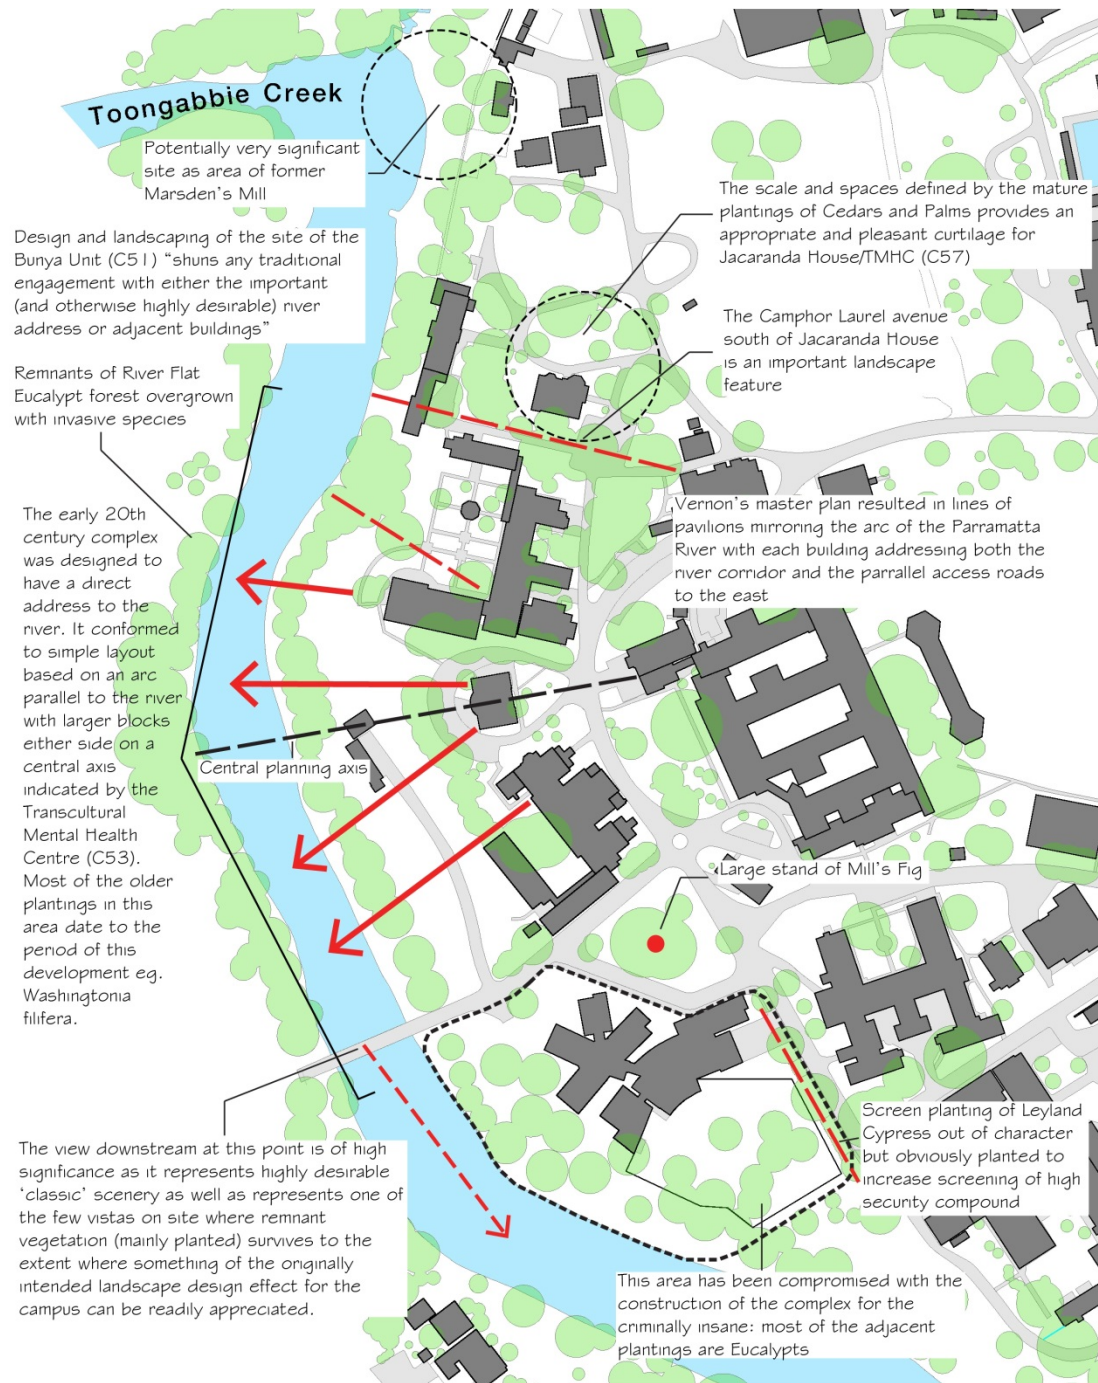 Toongabbie Creek
Potentially very significant
site as area of former
Marsden's Mill
The scale and spaces defined by the mature
plantings of Cedars and Palms provides an
appropriate and pleasant curtilage for
Jacaranda House/TMHC (C57)
Design and landscaping of the site of the
Bunya Unit (C51) “shuns any traditional
engagement with either the important
(and otherwise highly desirable) river
address or adjacent buildings”
The Camphor Laurel avenue
south of Jacaranda House
is an important landscape
feature
Remnants of River Flat
Eucalypt forest overgrown
with invasive species
Vernon's master plan resulted in lines of
pavilions mirroring the arc of the Parramatta
River with each building addressing both the
river corridor and the parrallel access roads
to the east
The early 20th
century complex
was designed to
have a direct
address to the
river. It conformed
to simple layout
based on an arc
parallel to the river
with larger blocks
either side on a
central axis
indicated by the
Transcultural
Mental Health
Centre (C53).
Most of the older
plantings in this
area date to the
period of this
development eg.
Washingtonia
filifera.
Central planning axis
Large stand of Mill's Fig
Screen planting of Leyland
Cypress out of character
but obviously planted to
increase screening of high
security compound
The view downstream at this point is of high
significance as it represents highly desirable
‘classic’ scenery as well as represents one of
the few vistas on site where remnant
vegetation (mainly planted) survives to the
extent where something of the originally
intended landscape design effect for the
campus can be readily appreciated.
This area has been compromised with the
construction of the complex for the
criminally insane: most of the adjacent
plantings are Eucalypts